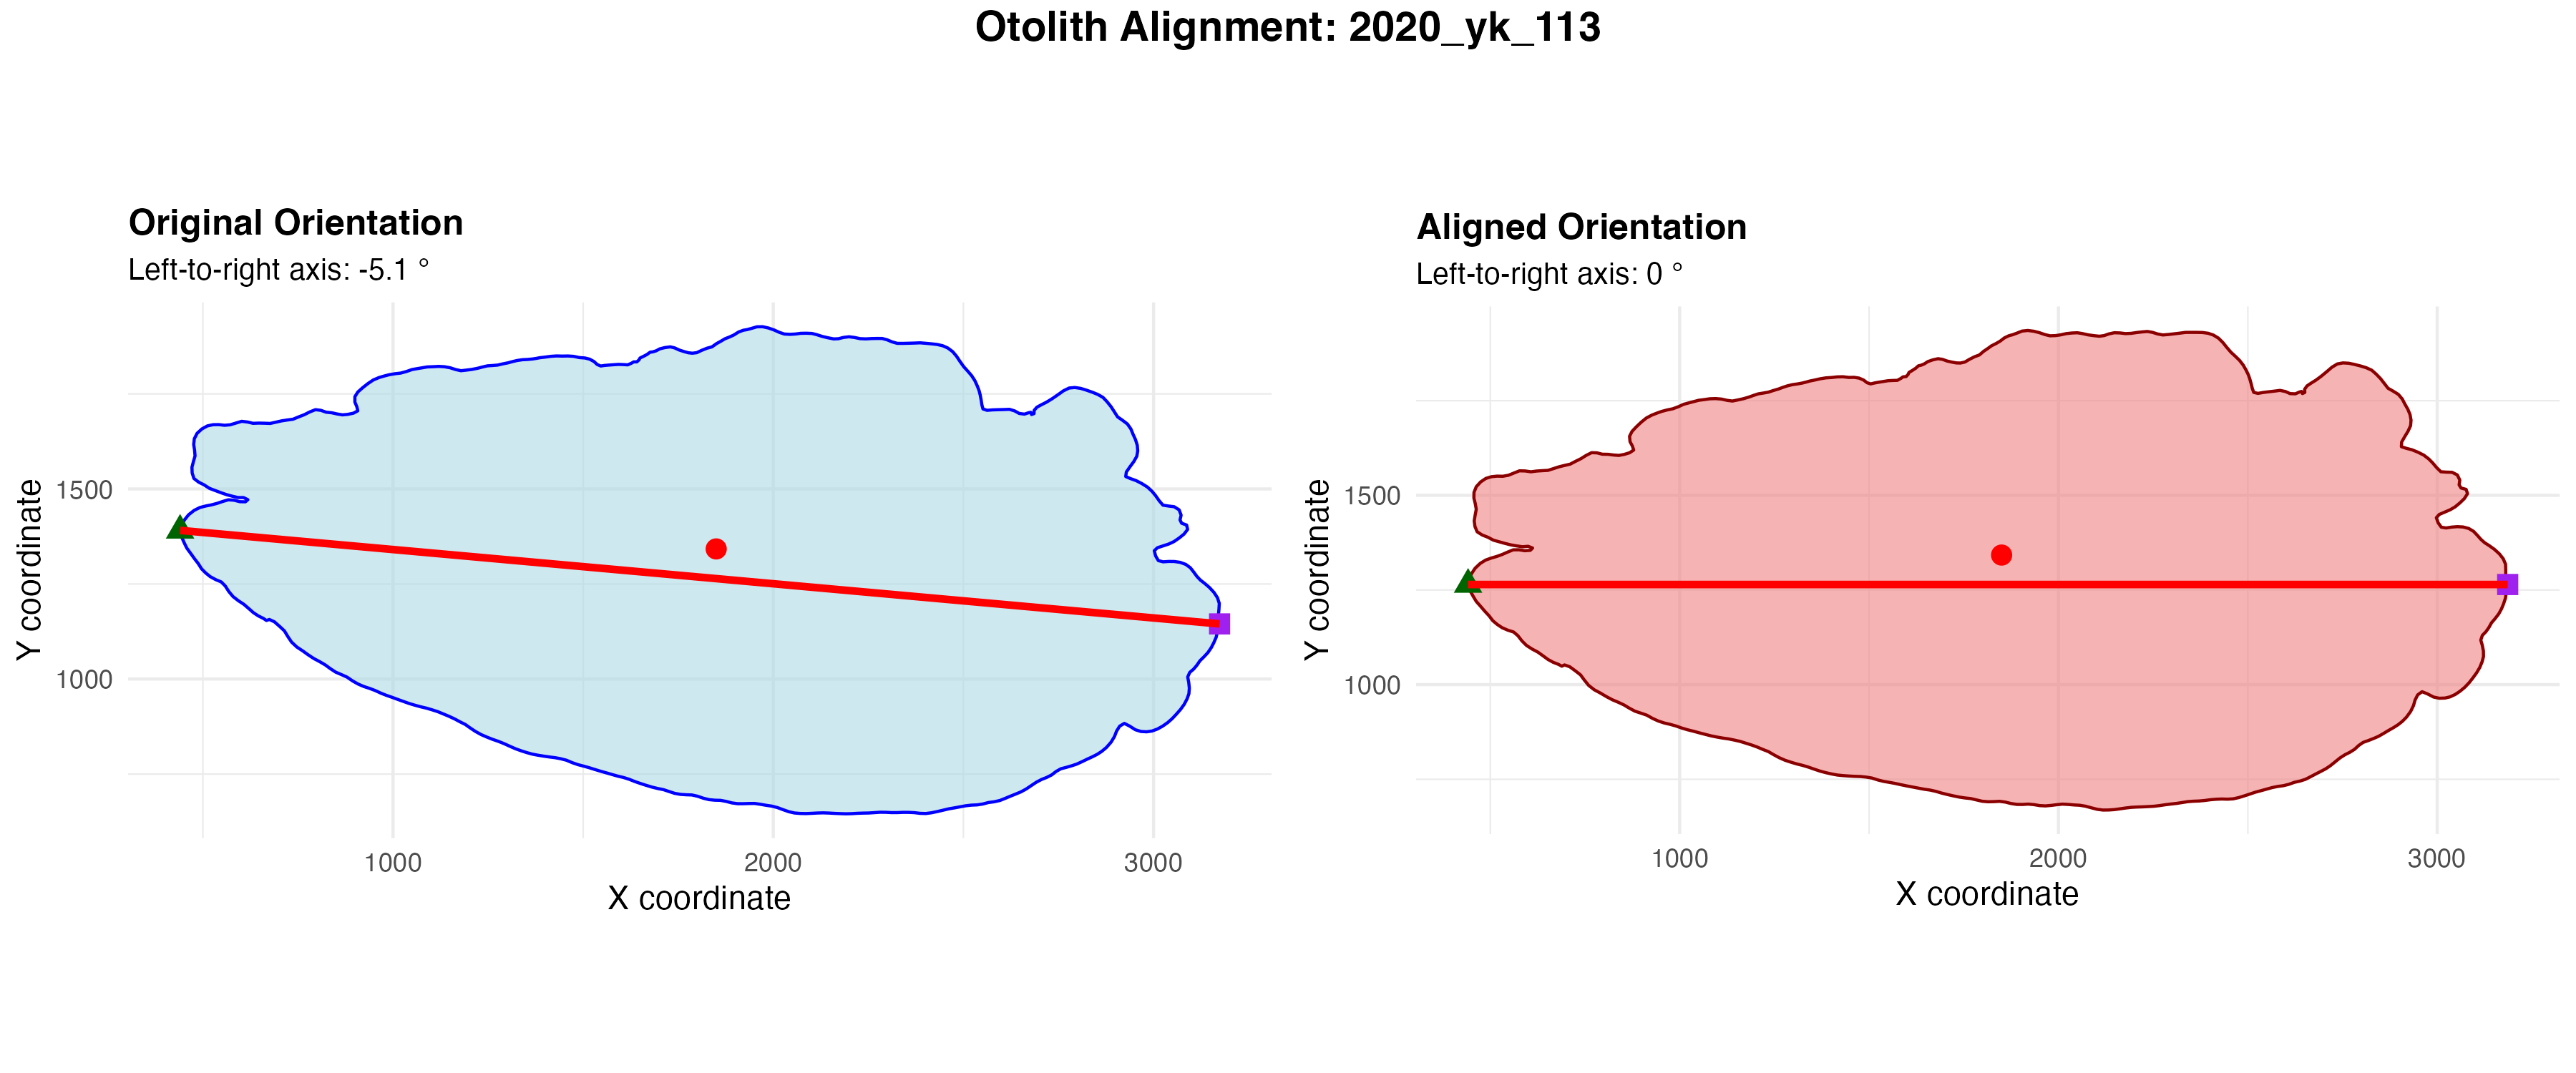 Otolith Alignment: 2020_yk_113
Original Orientation
Left-to-right axis: -5.1 °
Y coordinate
1500
1000
1000 2000 3000
X coordinate
Aligned Orientation
Left-to-right axis: 0 °
Y coordinate
1500
1000
1000 2000 3000
X coordinate